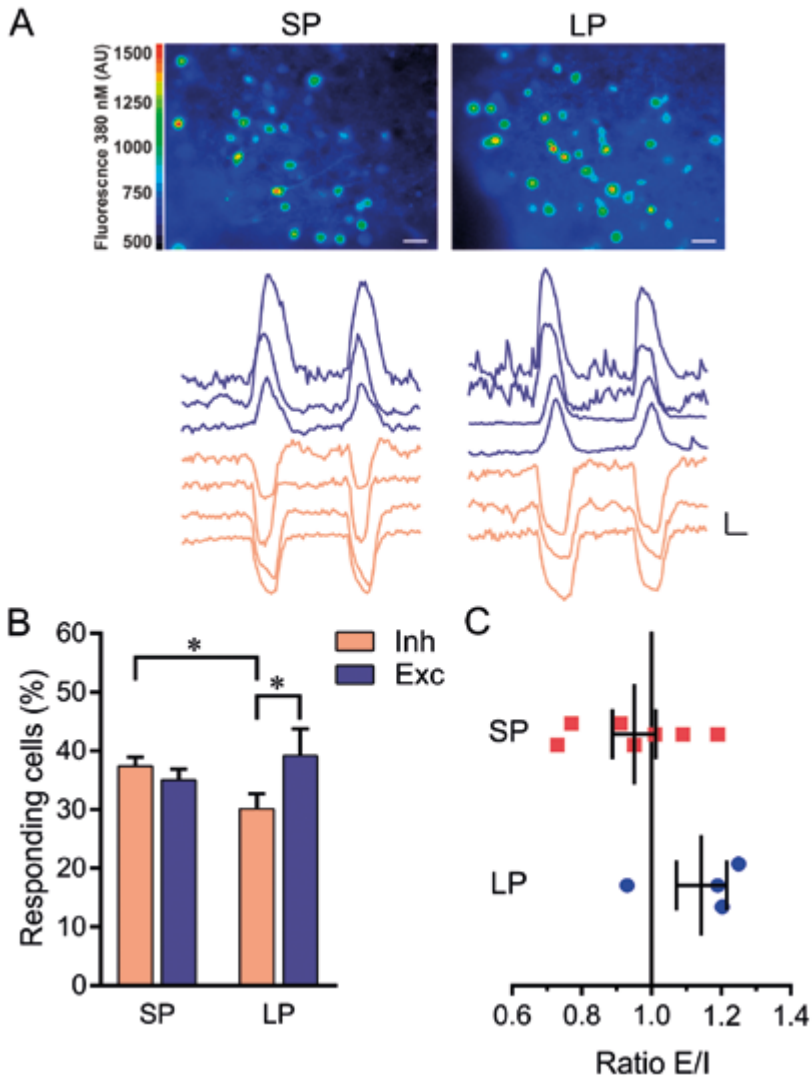 A
SP
LP
Fluorescnce 380 nM (AU)
1500
1250
1000
750
500
B
Responding cells (%)
60
50
40
30
20
10
0
*
*
Inh
Exc
SP
LP
C
SP
LP
0.6
0.8
1.0
1.2
1.4
Ratio E/I